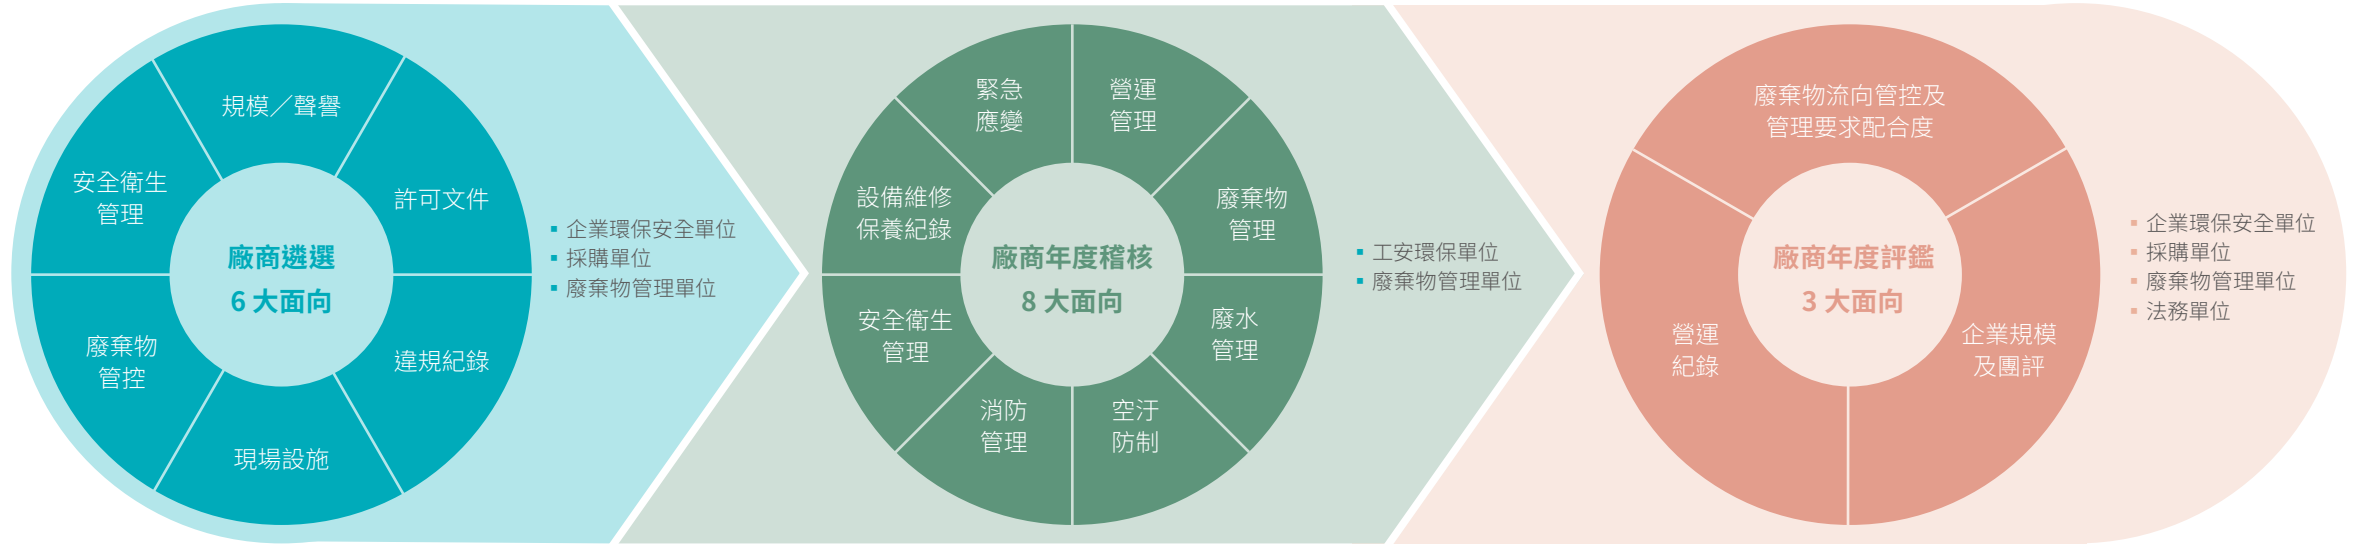 廠商遴選
6 大面向
規模／聲譽
許可文件
違規紀錄
現場設施
廢棄物
管控
安全衛生
管理
▪ 企業環保安全單位
▪ 採購單位
▪ 廢棄物管理單位
廠商年度稽核
8 大面向
營運
管理
廢棄物
管理
廢水
管理
空汙
防制
消防
管理
安全衛生
管理
設備維修
保養紀錄
緊急
應變
▪ 工安環保單位
▪ 廢棄物管理單位
廠商年度評鑑
3 大面向
廢棄物流向管控及
管理要求配合度
企業規模
及團評
營運
紀錄
▪ 企業環保安全單位
▪ 採購單位
▪ 廢棄物管理單位
▪ 法務單位